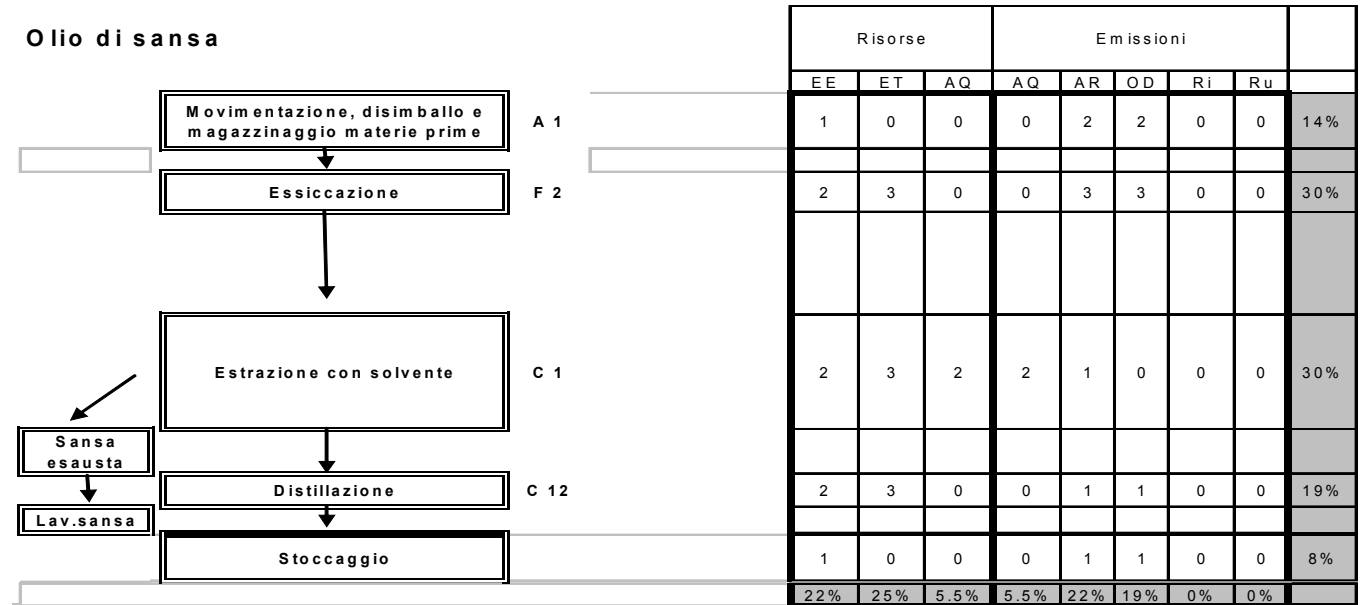 Olio di sansa
Risorse Emissioni
EE ET AQ AQ AR OD Ri Ru
Movimentazione, disimballo e
magazzinaggio materie prime
A 1 1 0 0 0 2 2 0 0 14%
Essiccazione F 2 2 3 0 0 3 3 0 0 30%
Estrazione con solvente C 1 2 3 2 2 1 0 0 0 30%
Sansa
esausta
Distillazione C 12 2 3 0 0 1 1 0 0 19%
Lav.sansa
Stoccaggio 1 0 0 0 1 1 0 0 8%
22% 25% 5.5% 5.5% 22% 19% 0% 0%